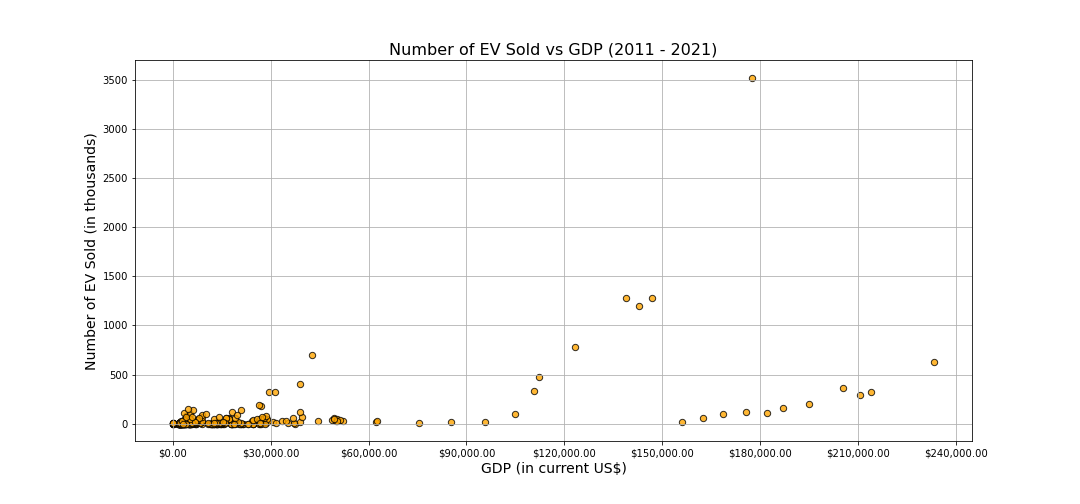 Number of EV Sold vs GDP (2011 - 2021)
Number of EV Sold (in thousands)
3500
3000
2500
2000
1500
1000
500
0
$0.00 $30,000.00 $60,000.00 $90,000.00 $120,000.00 $150,000.00 $180,000.00 $210,000.00 $240,000.00
GDP (in current US$)